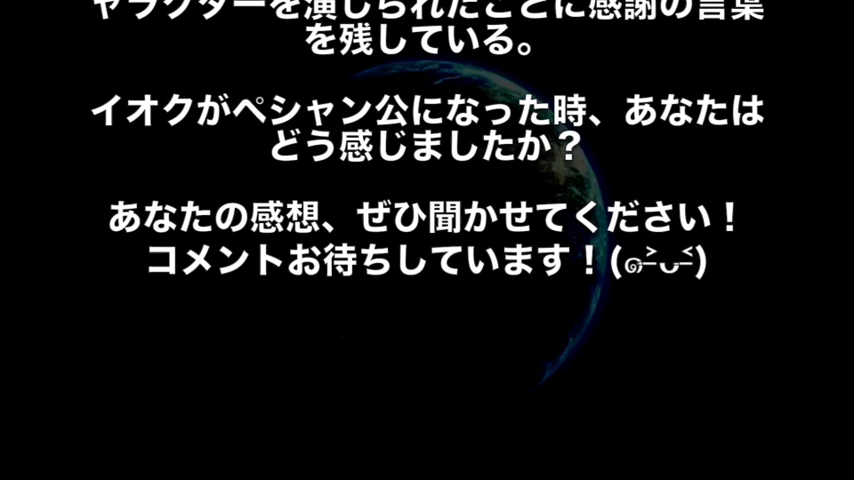 ャラクターを演じられたことに感謝の言葉
を残している。
イオクがペシャン公になった時、あなたは
どう感じましたか？
あなたの感想、ぜひ聞かせてください！
コメントお待ちしています！(๑˃̵ᴗ˂̵)